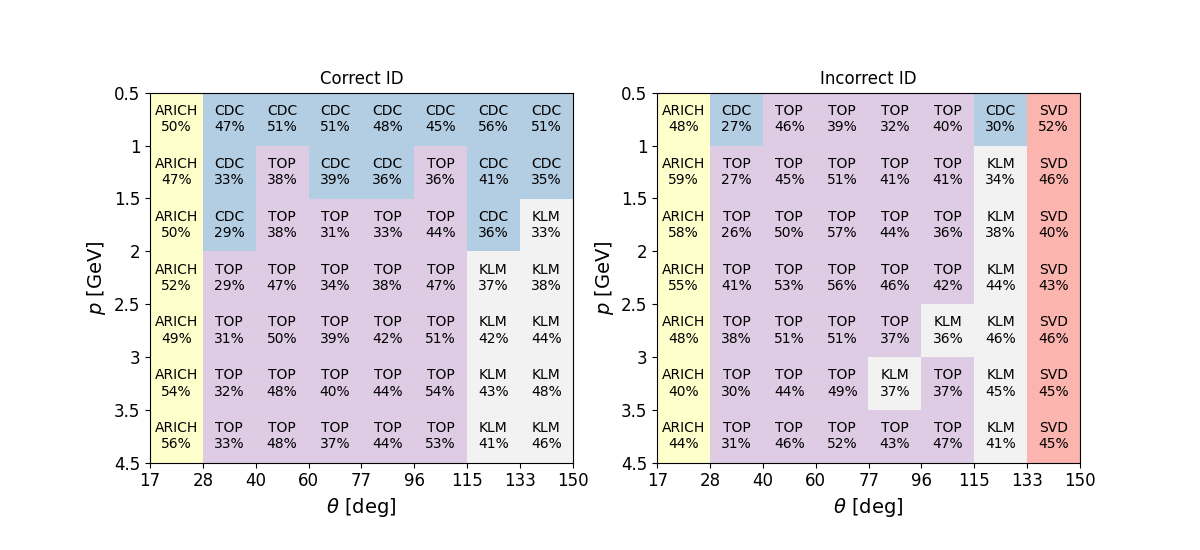 Correct ID
0.5
1
1.5
2
2.5
3
3.5
4.5
p [GeV]
ARICH CDC CDC CDC CDC CDC CDC CDC
50% 47% 51% 51% 48% 45% 56% 51%
ARICH CDC TOP CDC CDC TOP CDC CDC
47% 33% 38% 39% 36% 36% 41% 35%
ARICH CDC TOP TOP TOP TOP CDC KLM
50% 29% 38% 31% 33% 44% 36% 33%
ARICH TOP TOP TOP TOP TOP KLM KLM
52% 29% 47% 34% 38% 47% 37% 38%
ARICH TOP TOP TOP TOP TOP KLM KLM
49% 31% 50% 39% 42% 51% 42% 44%
ARICH TOP TOP TOP TOP TOP KLM KLM
54% 32% 48% 40% 44% 54% 43% 48%
ARICH TOP TOP TOP TOP TOP KLM KLM
56% 33% 48% 37% 44% 53% 41% 46%
17 28 40 60 77 96 115 133 150
θ [deg]
Incorrect ID
0.5
1
1.5
2
2.5
3
3.5
4.5
p [GeV]
ARICH CDC TOP TOP TOP TOP CDC SVD
48% 27% 46% 39% 32% 40% 30% 52%
ARICH TOP TOP TOP TOP TOP KLM SVD
59% 27% 45% 51% 41% 41% 34% 46%
ARICH TOP TOP TOP TOP TOP KLM SVD
58% 26% 50% 57% 44% 36% 38% 40%
ARICH TOP TOP TOP TOP TOP KLM SVD
55% 41% 53% 56% 46% 42% 44% 43%
ARICH TOP TOP TOP TOP KLM KLM SVD
48% 38% 51% 51% 37% 36% 46% 46%
ARICH TOP TOP TOP KLM TOP KLM SVD
40% 30% 44% 49% 37% 37% 45% 45%
ARICH TOP TOP TOP TOP TOP KLM SVD
44% 31% 46% 52% 43% 47% 41% 45%
17 28 40 60 77 96 115 133 150
θ [deg]